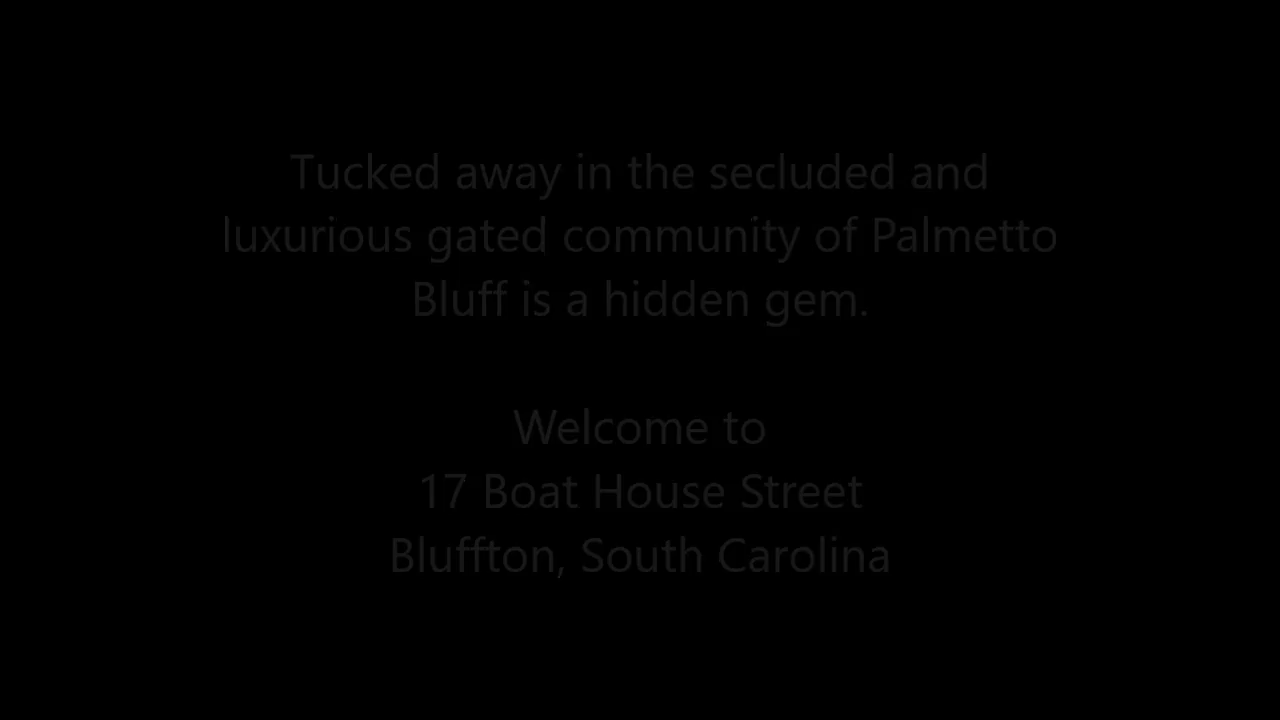 Tucked away in the secluded and
luxurious gated community of Palmetto
Bluff is a hidden gem.
Welcome to
17 Boat House Street
Bluffton, South Carolina